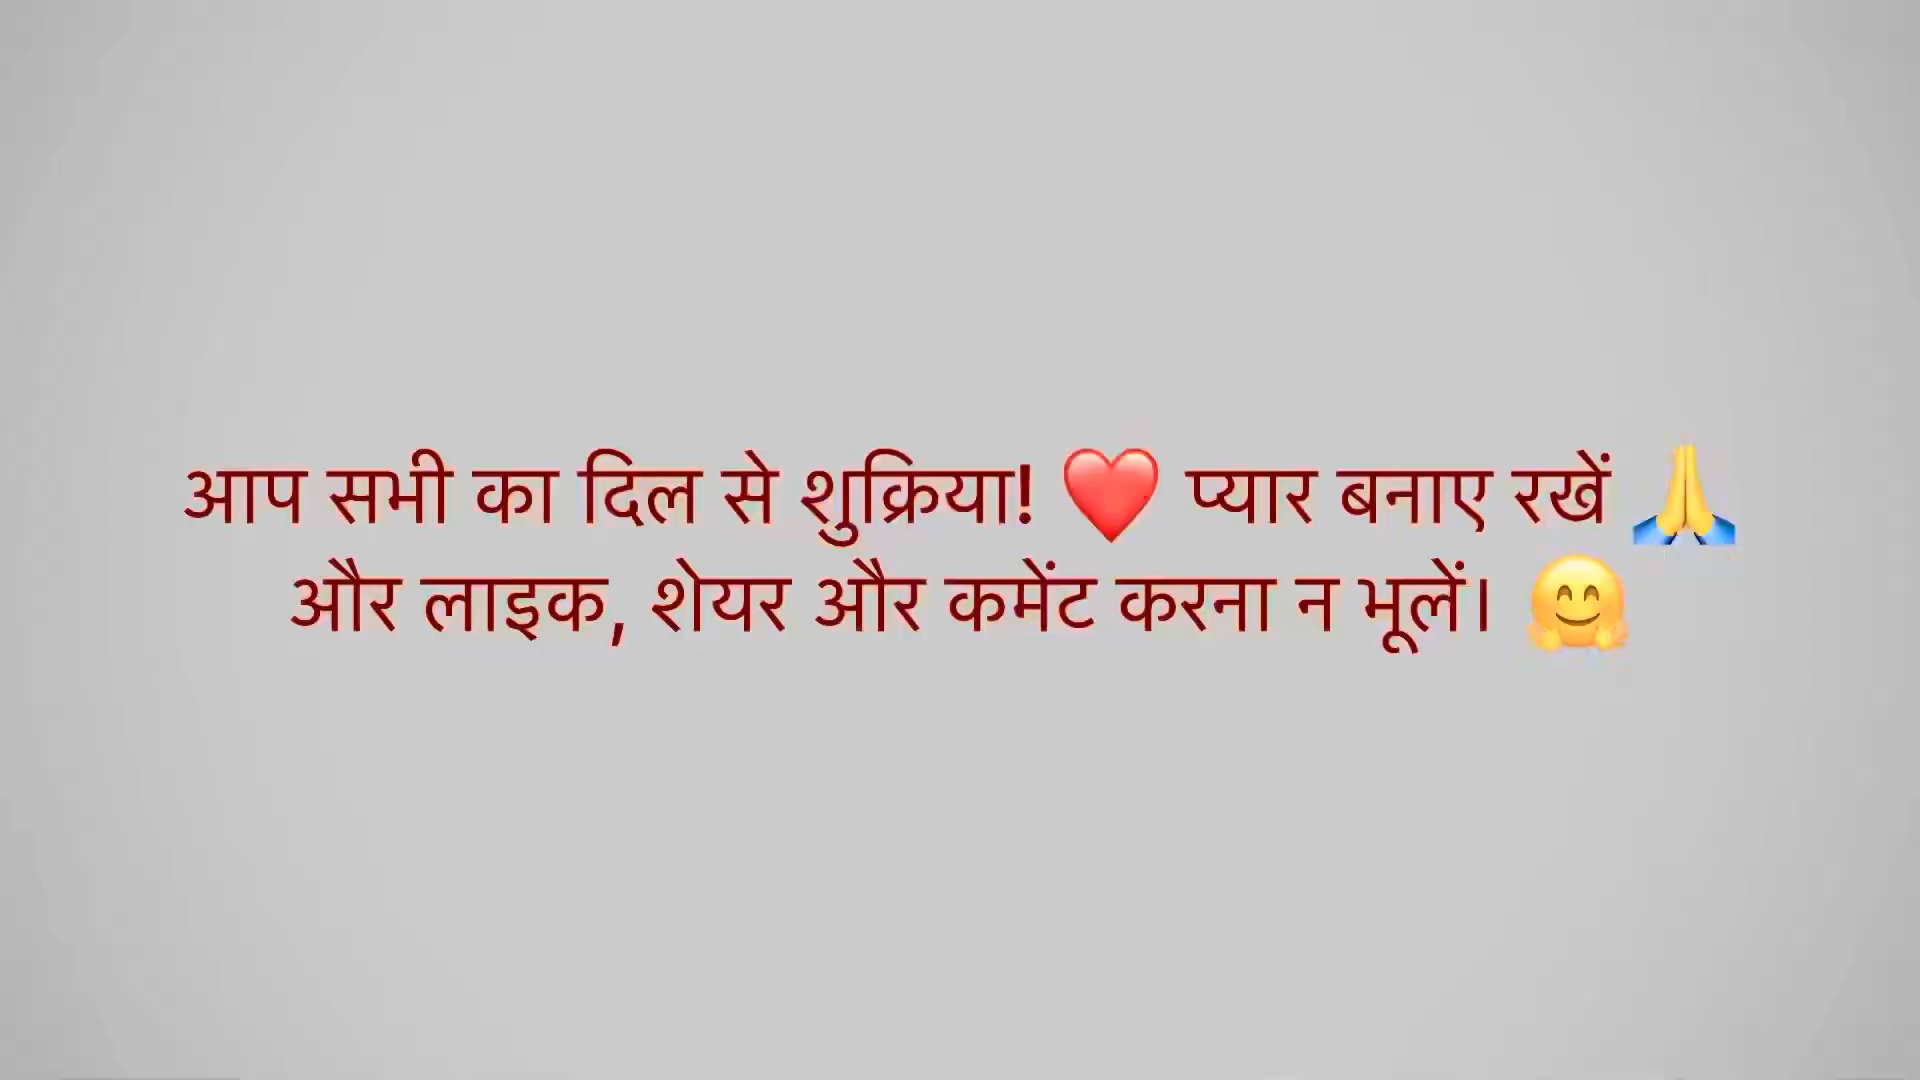 आप सभी का दिल से शुक्रिया! ❤️ प्यार बनाए रखें 🙏
और लाइक, शेयर और कमेंट करना न भूलें। 🤗